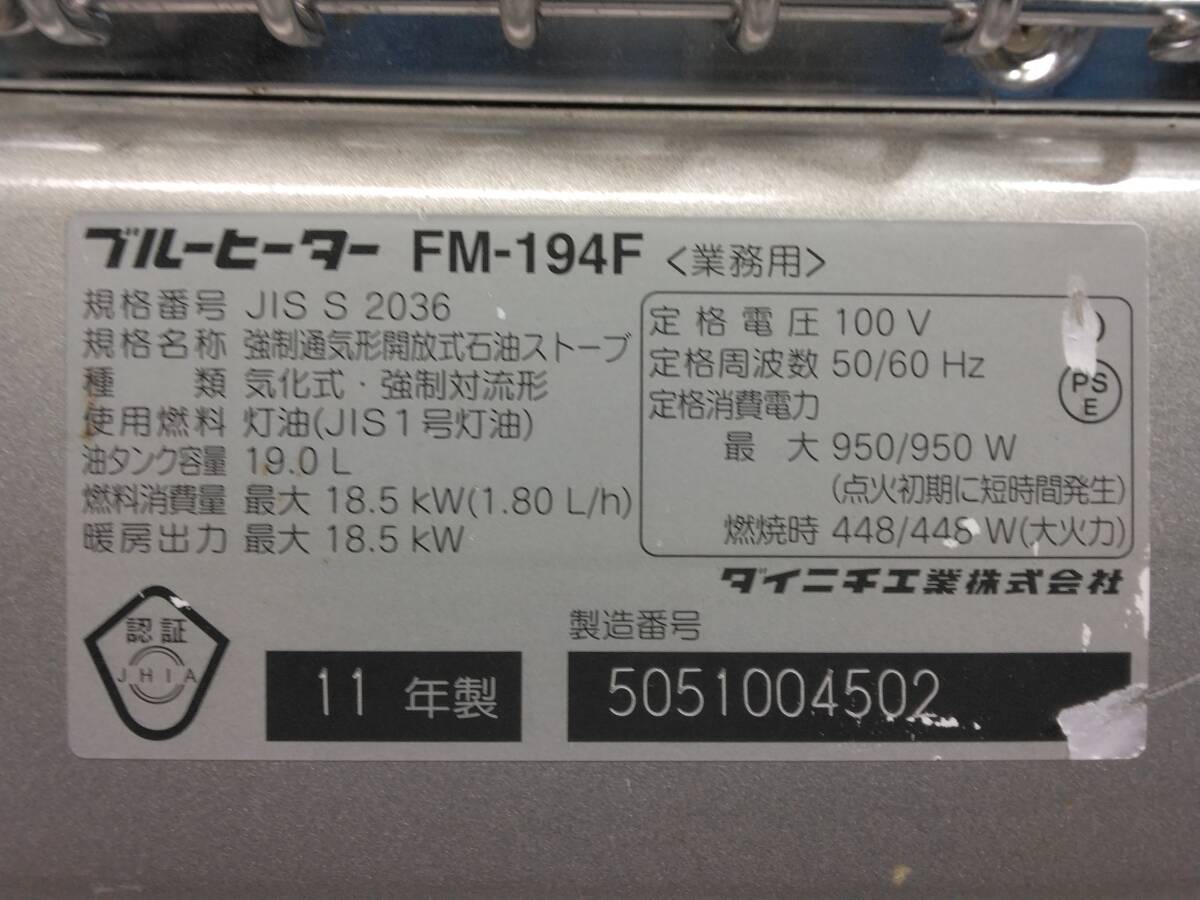 ブルーヒーター FM-194F <業務用>
規格番号 JIS S 2036
規格名称 強制通気形開放式石油ストーブ
種類 気化式・強制対流形
使用燃料 灯油(JIS1号灯油)
油タンク容量 19.0 L
燃料消費量 最大 18.5 kW(1.80 L/h)
暖房出力 最大 18.5 kW
定格電圧 100 V
定格周波数 50/60 Hz
定格消費電力
最大 950/950 W
(点火初期に短時間発生)
燃焼時 448/448 W(大火力)
PS
E
ダイニチ工業株式会社
認証
JHIA
11 年製
製造番号
5051004502